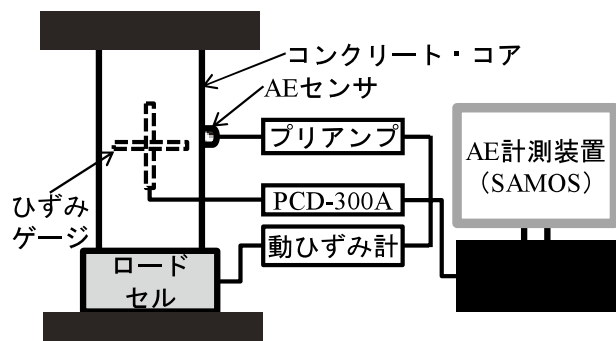 コンクリート・コア
AEセンサ
プリアンプ
AE計測装置
（SAMOS）
ひずみ
ゲージ
PCD-300A
動ひずみ計
ロード
セル